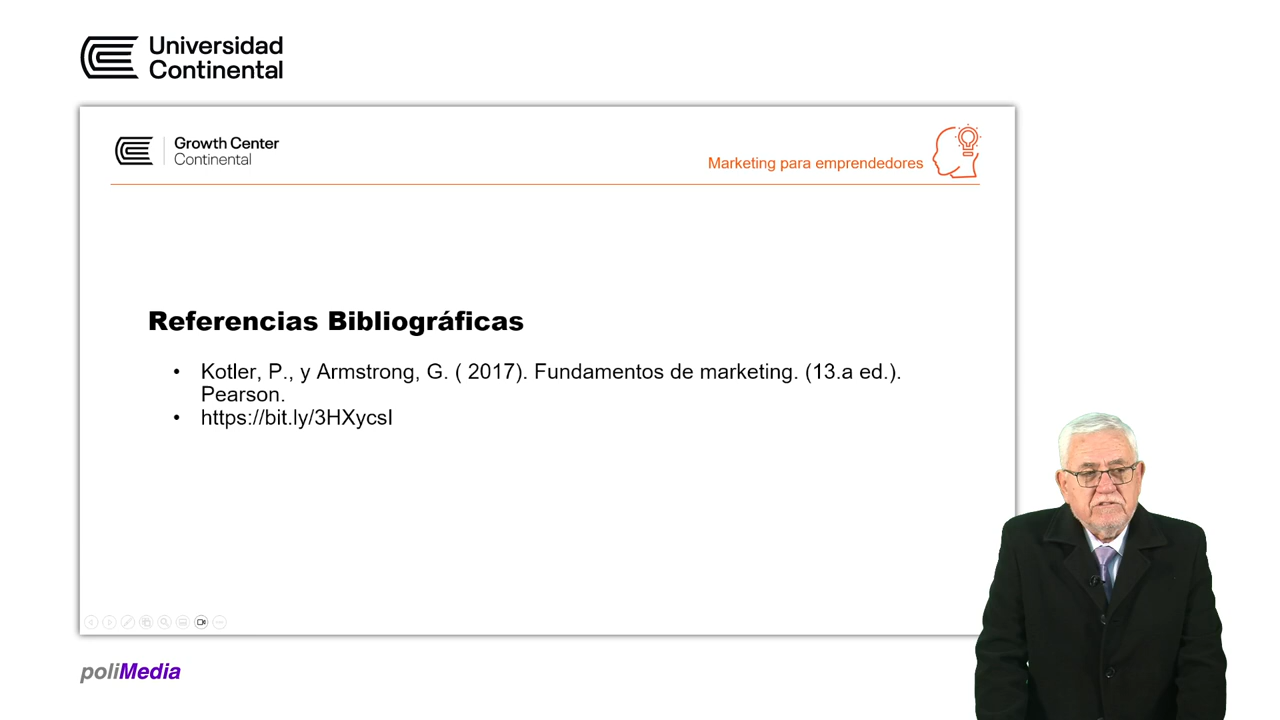 Universidad
Continental
Growth Center
Continental
Marketing para emprendedores
Referencias Bibliográficas
• Kotler, P., y Armstrong, G. ( 2017). Fundamentos de marketing. (13.a ed.).
Pearson.
• https://bit.ly/3HXycsI
poliMedia